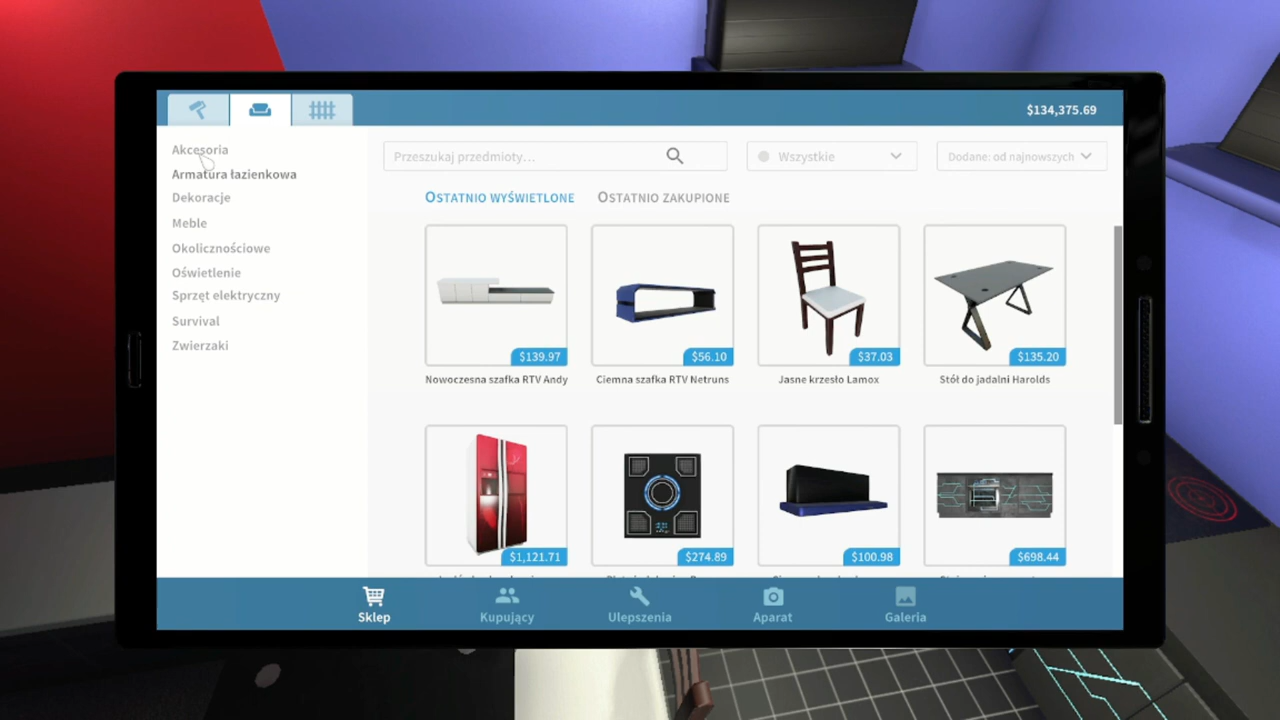 $134,375.69
Akcesoria
Armatura łazienkowa
Dekoracje
Meble
Okolicznościowe
Oświetlenie
Sprzęt elektryczny
Survival
Zwierzaki
Przeszukaj przedmioty...
Wszystkie
Dodane: od najnowszych
OSTATNIO WYŚWIETLONE
OSTATNIO ZAKUPIONE
$139.97
$56.10
$37.03
$135.20
Nowoczesna szafka RTV Andy
Ciemna szafka RTV Netruns
Jasne krzesło Lamox
Stół do jadalni Harolds
$1,121.71
$274.89
$100.98
$698.44
Sklep
Kupujący
Ulepszenia
Aparat
Galeria